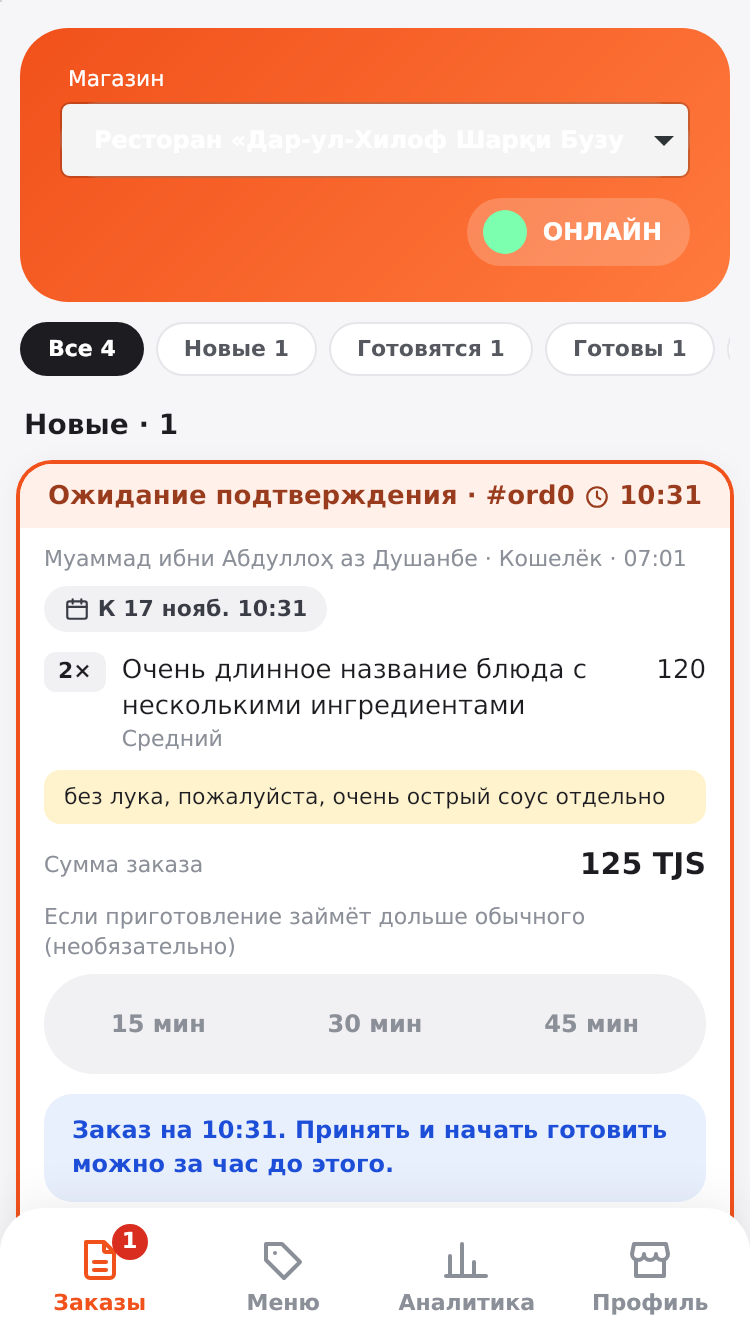 Магазин
Ресторан «Дар-ул-Хилоф Шарқи Бузу
ОНЛАЙН
Все 4
Новые 1
Готовятся 1
Готовы 1
Новые · 1
Ожидание подтверждения · #ord0 10:31
Муаммад ибни Абдуллоҳ аз Душанбе · Кошелёк · 07:01
К 17 нояб. 10:31
2× Очень длинное название блюда с 120
несколькими ингредиентами
Средний
без лука, пожалуйста, очень острый соус отдельно
Сумма заказа 125 TJS
Если приготовление займёт дольше обычного
(необязательно)
15 мин 30 мин 45 мин
Заказ на 10:31. Принять и начать готовить
можно за час до этого.
1
Заказы Меню Аналитика Профиль